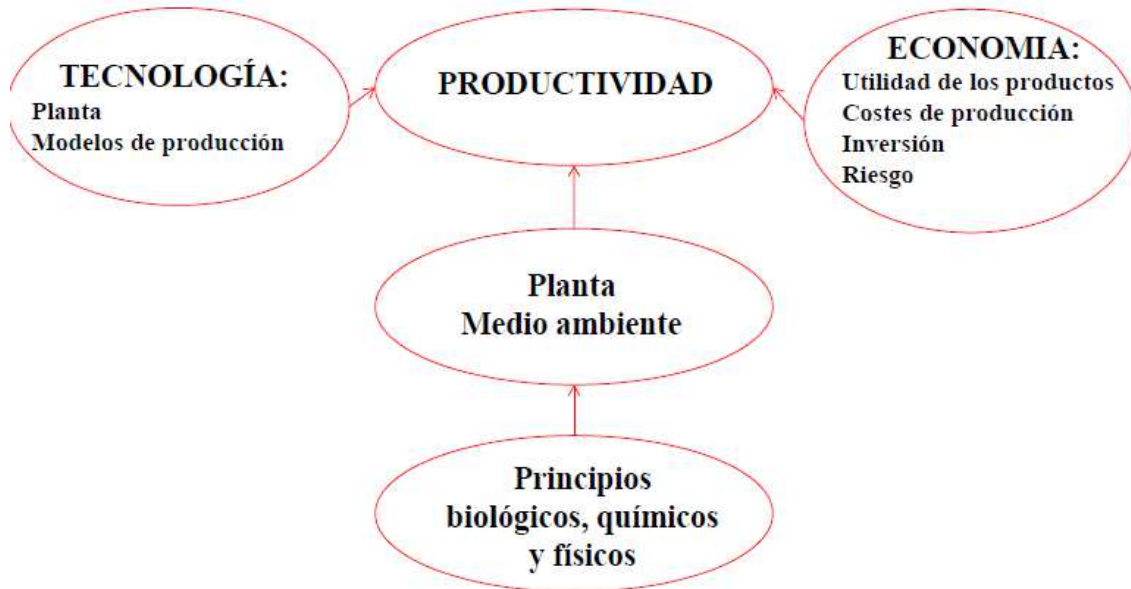 TECNOLOGÍA:
Planta
Modelos de producción
PRODUCTIVIDAD
ECONOMIA:
Utilidad de los productos
Costes de producción
Inversión
Riesgo
Planta
Medio ambiente
Principios
biológicos, químicos
y físicos